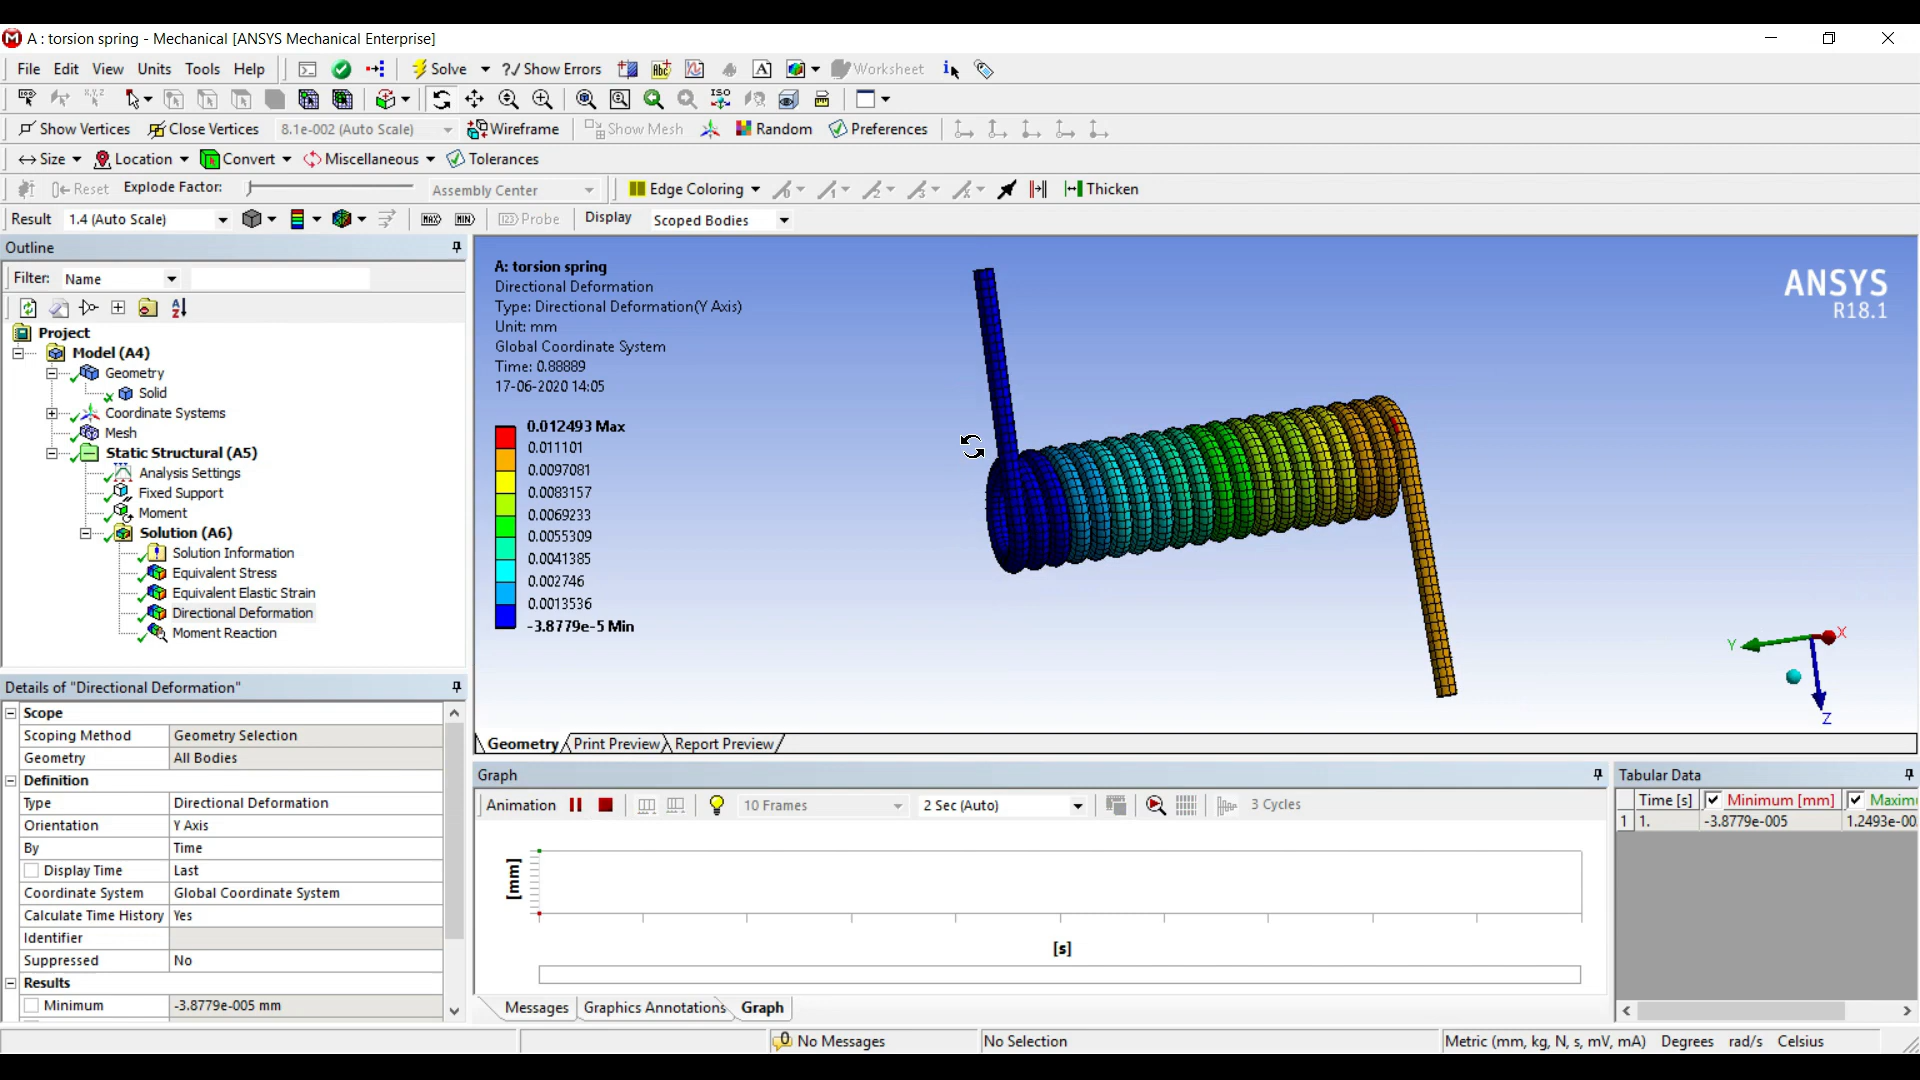 A : torsion spring - Mechanical [ANSYS Mechanical Enterprise]
File Edit View Units Tools Help Solve ?✓ Show Errors Worksheet
ISO
Show Vertices Close Vertices 8.1e-002 (Auto Scale) Wireframe Show Mesh Random Preferences
Size Location Convert Miscellaneous Tolerances
Reset Explode Factor: Assembly Center Edge Coloring Thicken
Result 1.4 (Auto Scale) MAX MIN Probe Display Scoped Bodies
Outline
Filter: Name
Project
Model (A4)
Geometry
Solid
Coordinate Systems
Mesh
Static Structural (A5)
Analysis Settings
Fixed Support
Moment
Solution (A6)
Solution Information
Equivalent Stress
Equivalent Elastic Strain
Directional Deformation
Moment Reaction
Details of "Directional Deformation"
Scope
Scoping Method Geometry Selection
Geometry All Bodies
Definition
Type Directional Deformation
Orientation Y Axis
By Time
Display Time Last
Coordinate System Global Coordinate System
Calculate Time History Yes
Identifier
Suppressed No
Results
Minimum -3.8779e-005 mm
A: torsion spring
Directional Deformation
Type: Directional Deformation(Y Axis)
Unit: mm
Global Coordinate System
Time: 0.88889
17-06-2020 14:05
0.012493 Max
0.011101
0.0097081
0.0083157
0.0069233
0.0055309
0.0041385
0.002746
0.0013536
-3.8779e-5 Min
ANSYS
R18.1
X
Y
Z
Geometry Print Preview Report Preview
Graph
Animation 10 Frames 2 Sec (Auto) 3 Cycles
[mm]
[s]
Messages Graphics Annotations Graph
Tabular Data
Time [s] Minimum [mm] Maxim
1 1. -3.8779e-005 1.2493e-00
No Messages No Selection Metric (mm, kg, N, s, mV, mA) Degrees rad/s Celsius